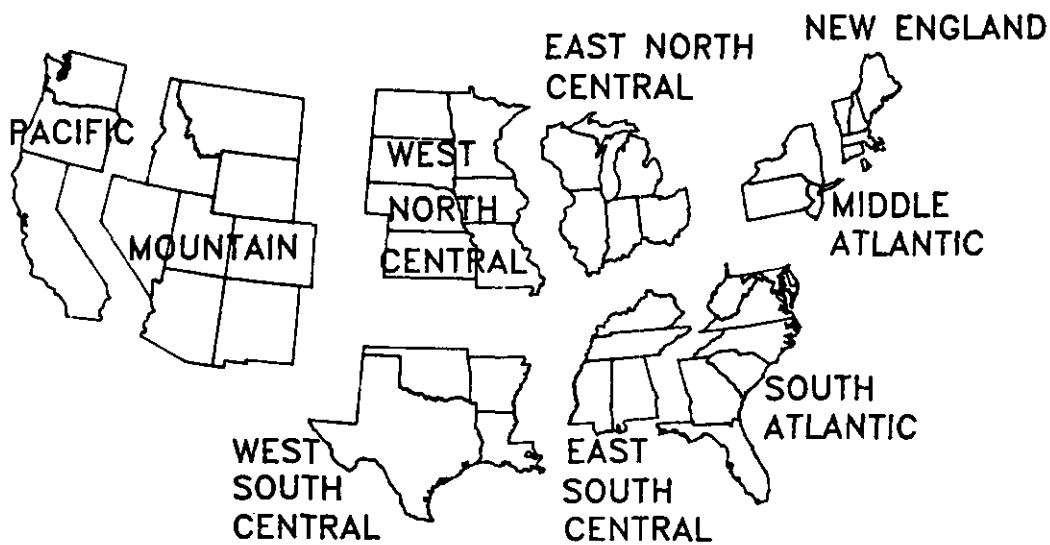 NEW ENGLAND
EAST NORTH
CENTRAL
PACIFIC
WEST
NORTH
CENTRAL
MOUNTAIN
MIDDLE
ATLANTIC
SOUTH
ATLANTIC
WEST
SOUTH
CENTRAL
EAST
SOUTH
CENTRAL